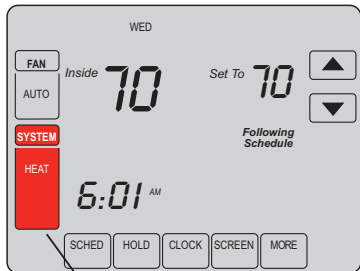 WED
FAN
AUTO
Inside 70
Set To 70
Following
Schedule
SYSTEM
HEAT
6:01 AM
SCHED HOLD CLOCK SCREEN MORE